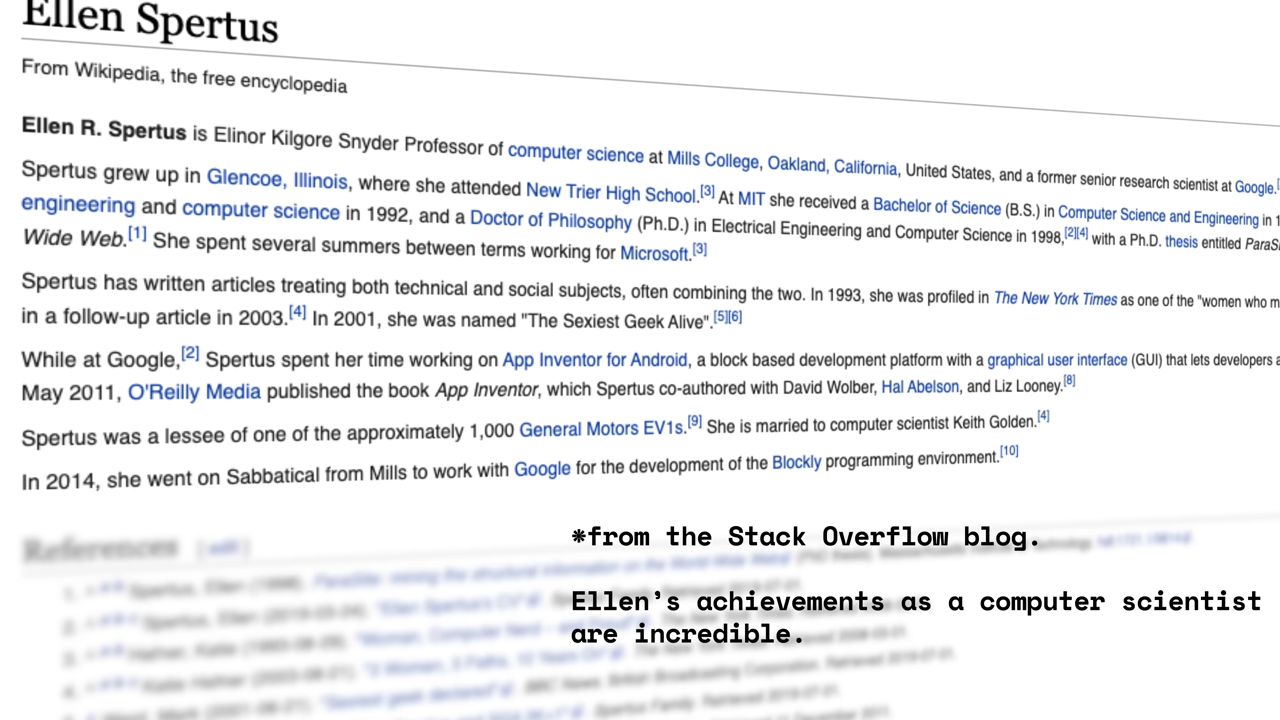 Ellen Spertus
From Wikipedia, the free encyclopedia
Ellen R. Spertus is Elinor Kilgore Snyder Professor of computer science at Mills College, Oakland, California, United States, and a former senior research scientist at Google.[
Spertus grew up in Glencoe, Illinois, where she attended New Trier High School.[3] At MIT she received a Bachelor of Science (B.S.) in Computer Science and Engineering in 1
engineering and computer science in 1992, and a Doctor of Philosophy (Ph.D.) in Electrical Engineering and Computer Science in 1998,[2][4] with a Ph.D. thesis entitled ParaSi
Wide Web.[1] She spent several summers between terms working for Microsoft.[3]
Spertus has written articles treating both technical and social subjects, often combining the two. In 1993, she was profiled in The New York Times as one of the "women who m
in a follow-up article in 2003.[4] In 2001, she was named "The Sexiest Geek Alive".[5][6]
While at Google,[2] Spertus spent her time working on App Inventor for Android, a block based development platform with a graphical user interface (GUI) that lets developers a
May 2011, O'Reilly Media published the book App Inventor, which Spertus co-authored with David Wolber, Hal Abelson, and Liz Looney.[8]
Spertus was a lessee of one of the approximately 1,000 General Motors EV1s.[9] She is married to computer scientist Keith Golden.[4]
In 2014, she went on Sabbatical from Mills to work with Google for the development of the Blockly programming environment.[10]
References [edit]
*from the Stack Overflow blog.
Ellen's achievements as a computer scientist
are incredible.